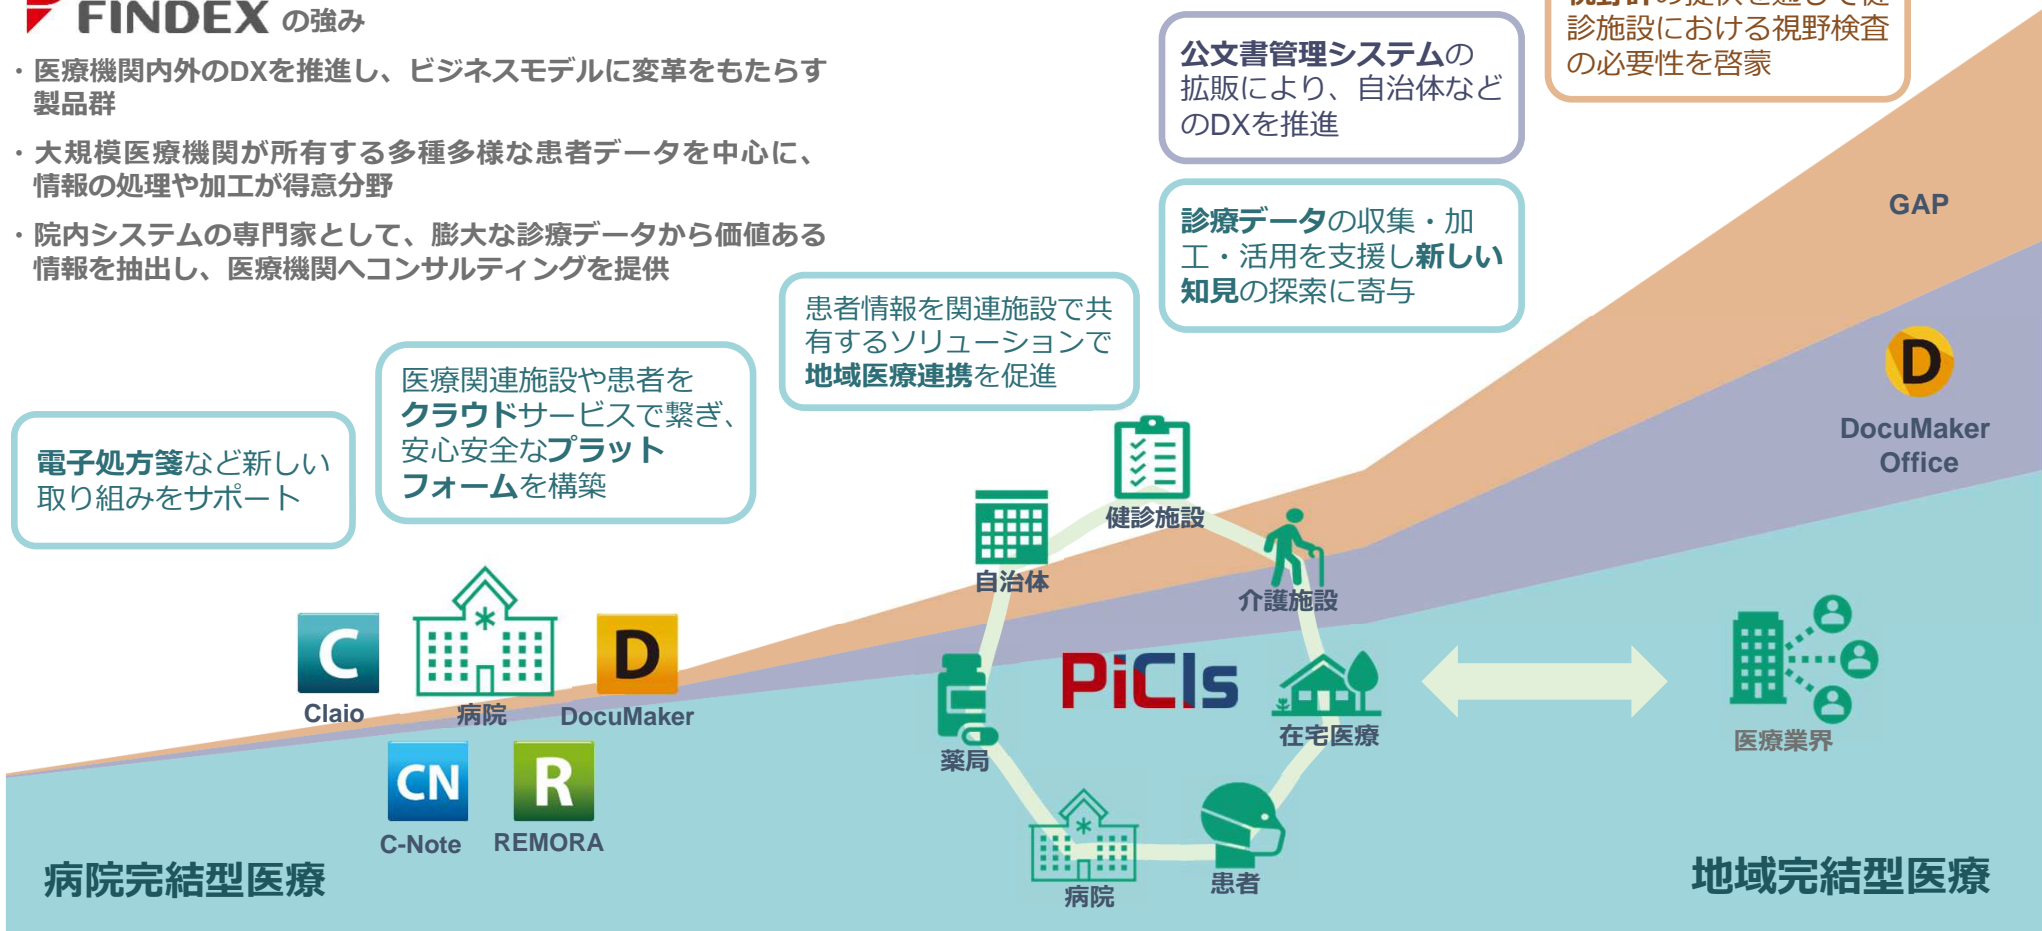 FINDEX の強み
・医療機関内外のDXを推進し、ビジネスモデルに変革をもたらす
製品群
・大規模医療機関が所有する多種多様な患者データを中心に、
情報の処理や加工が得意分野
・院内システムの専門家として、膨大な診療データから価値ある
情報を抽出し、医療機関へコンサルティングを提供
電子処方箋など新しい
取り組みをサポート
医療関連施設や患者を
クラウドサービスで繋ぎ、
安心安全なプラット
フォームを構築
患者情報を関連施設で共
有するソリューションで
地域医療連携を促進
公文書管理システムの
拡販により、自治体など
のDXを推進
診療データの収集・加
工・活用を支援し新しい
知見の探索に寄与
の提供を通じて健
診施設における視野検査
の必要性を啓蒙
GAP
D
DocuMaker
Office
健診施設
自治体
介護施設
PiCls
薬局
在宅医療
病院
患者
医療業界
C
Claio
病院
D
DocuMaker
CN
C-Note
R
REMORA
病院完結型医療
地域完結型医療